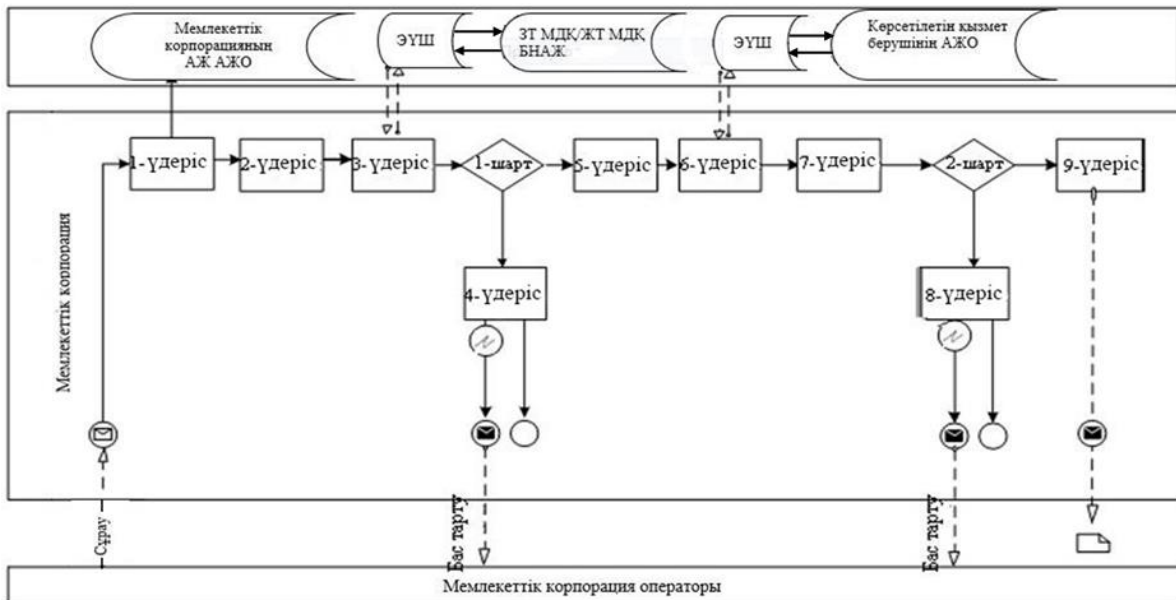 Мемлекеттік
корпорацияның
АЖ АЖО
ЭҮШ
ЗТ МДҚ/ЖТ МДҚ
БНАЖ
ЭҮШ
Көрсетілетін қызмет
берушінің АЖО
Мемлекеттік корпорация
1-үдеріс
2-үдеріс
3-үдеріс
1-шарт
5-үдеріс
6-үдеріс
7-үдеріс
2-шарт
9-үдеріс
4-үдеріс
8-үдеріс
Сұрау
Бас тарту
Бас тарту
Мемлекеттік корпорация операторы